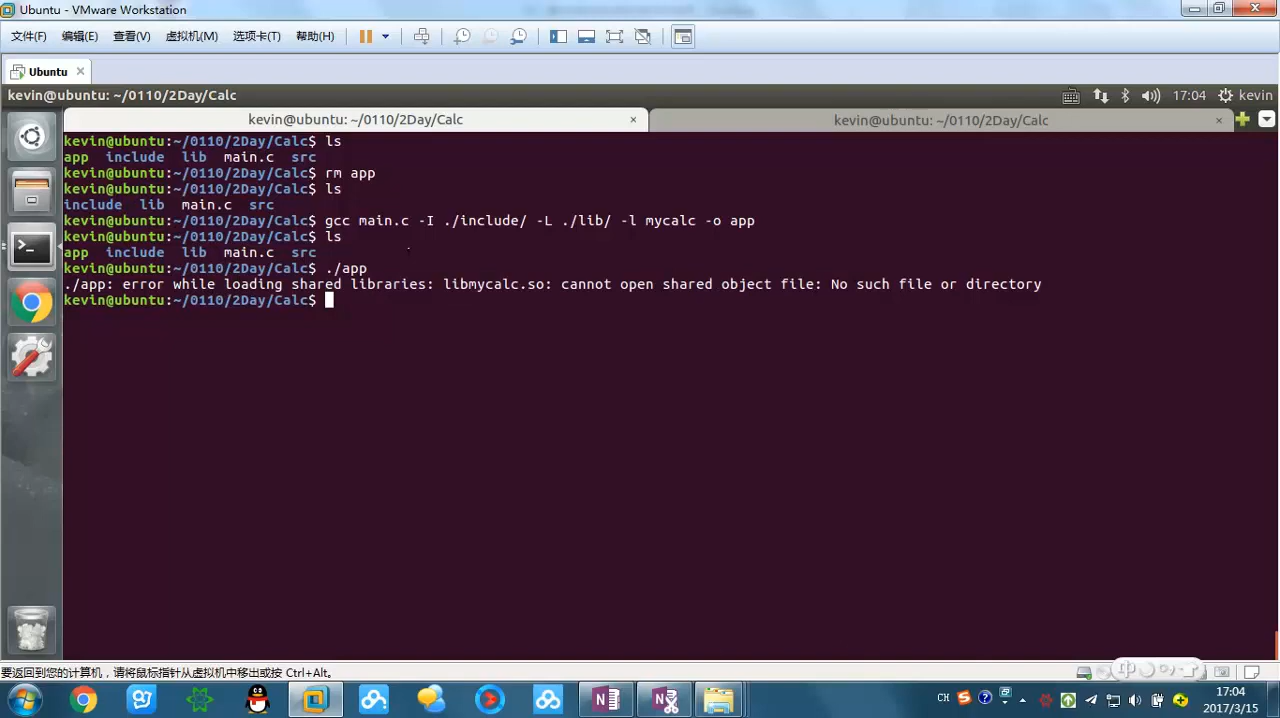 Ubuntu - VMware Workstation
文件(F) 编辑(E) 查看(V) 虚拟机(M) 选项卡(T) 帮助(H)
Ubuntu
kevin@ubuntu: ~/0110/2Day/Calc 17:04 kevin
kevin@ubuntu: ~/0110/2Day/Calc kevin@ubuntu: ~/0110/2Day/Calc
kevin@ubuntu:~/0110/2Day/Calc$ ls
app include lib main.c src
kevin@ubuntu:~/0110/2Day/Calc$ rm app
kevin@ubuntu:~/0110/2Day/Calc$ ls
include lib main.c src
kevin@ubuntu:~/0110/2Day/Calc$ gcc main.c -I ./include/ -L ./lib/ -l mycalc -o app
kevin@ubuntu:~/0110/2Day/Calc$ ls
app include lib main.c src
kevin@ubuntu:~/0110/2Day/Calc$ ./app
./app: error while loading shared libraries: libmycalc.so: cannot open shared object file: No such file or directory
kevin@ubuntu:~/0110/2Day/Calc$
要返回到您的计算机，请将鼠标指针从虚拟机中移出或按 Ctrl+Alt。
中
CH 17:04
2017/3/15